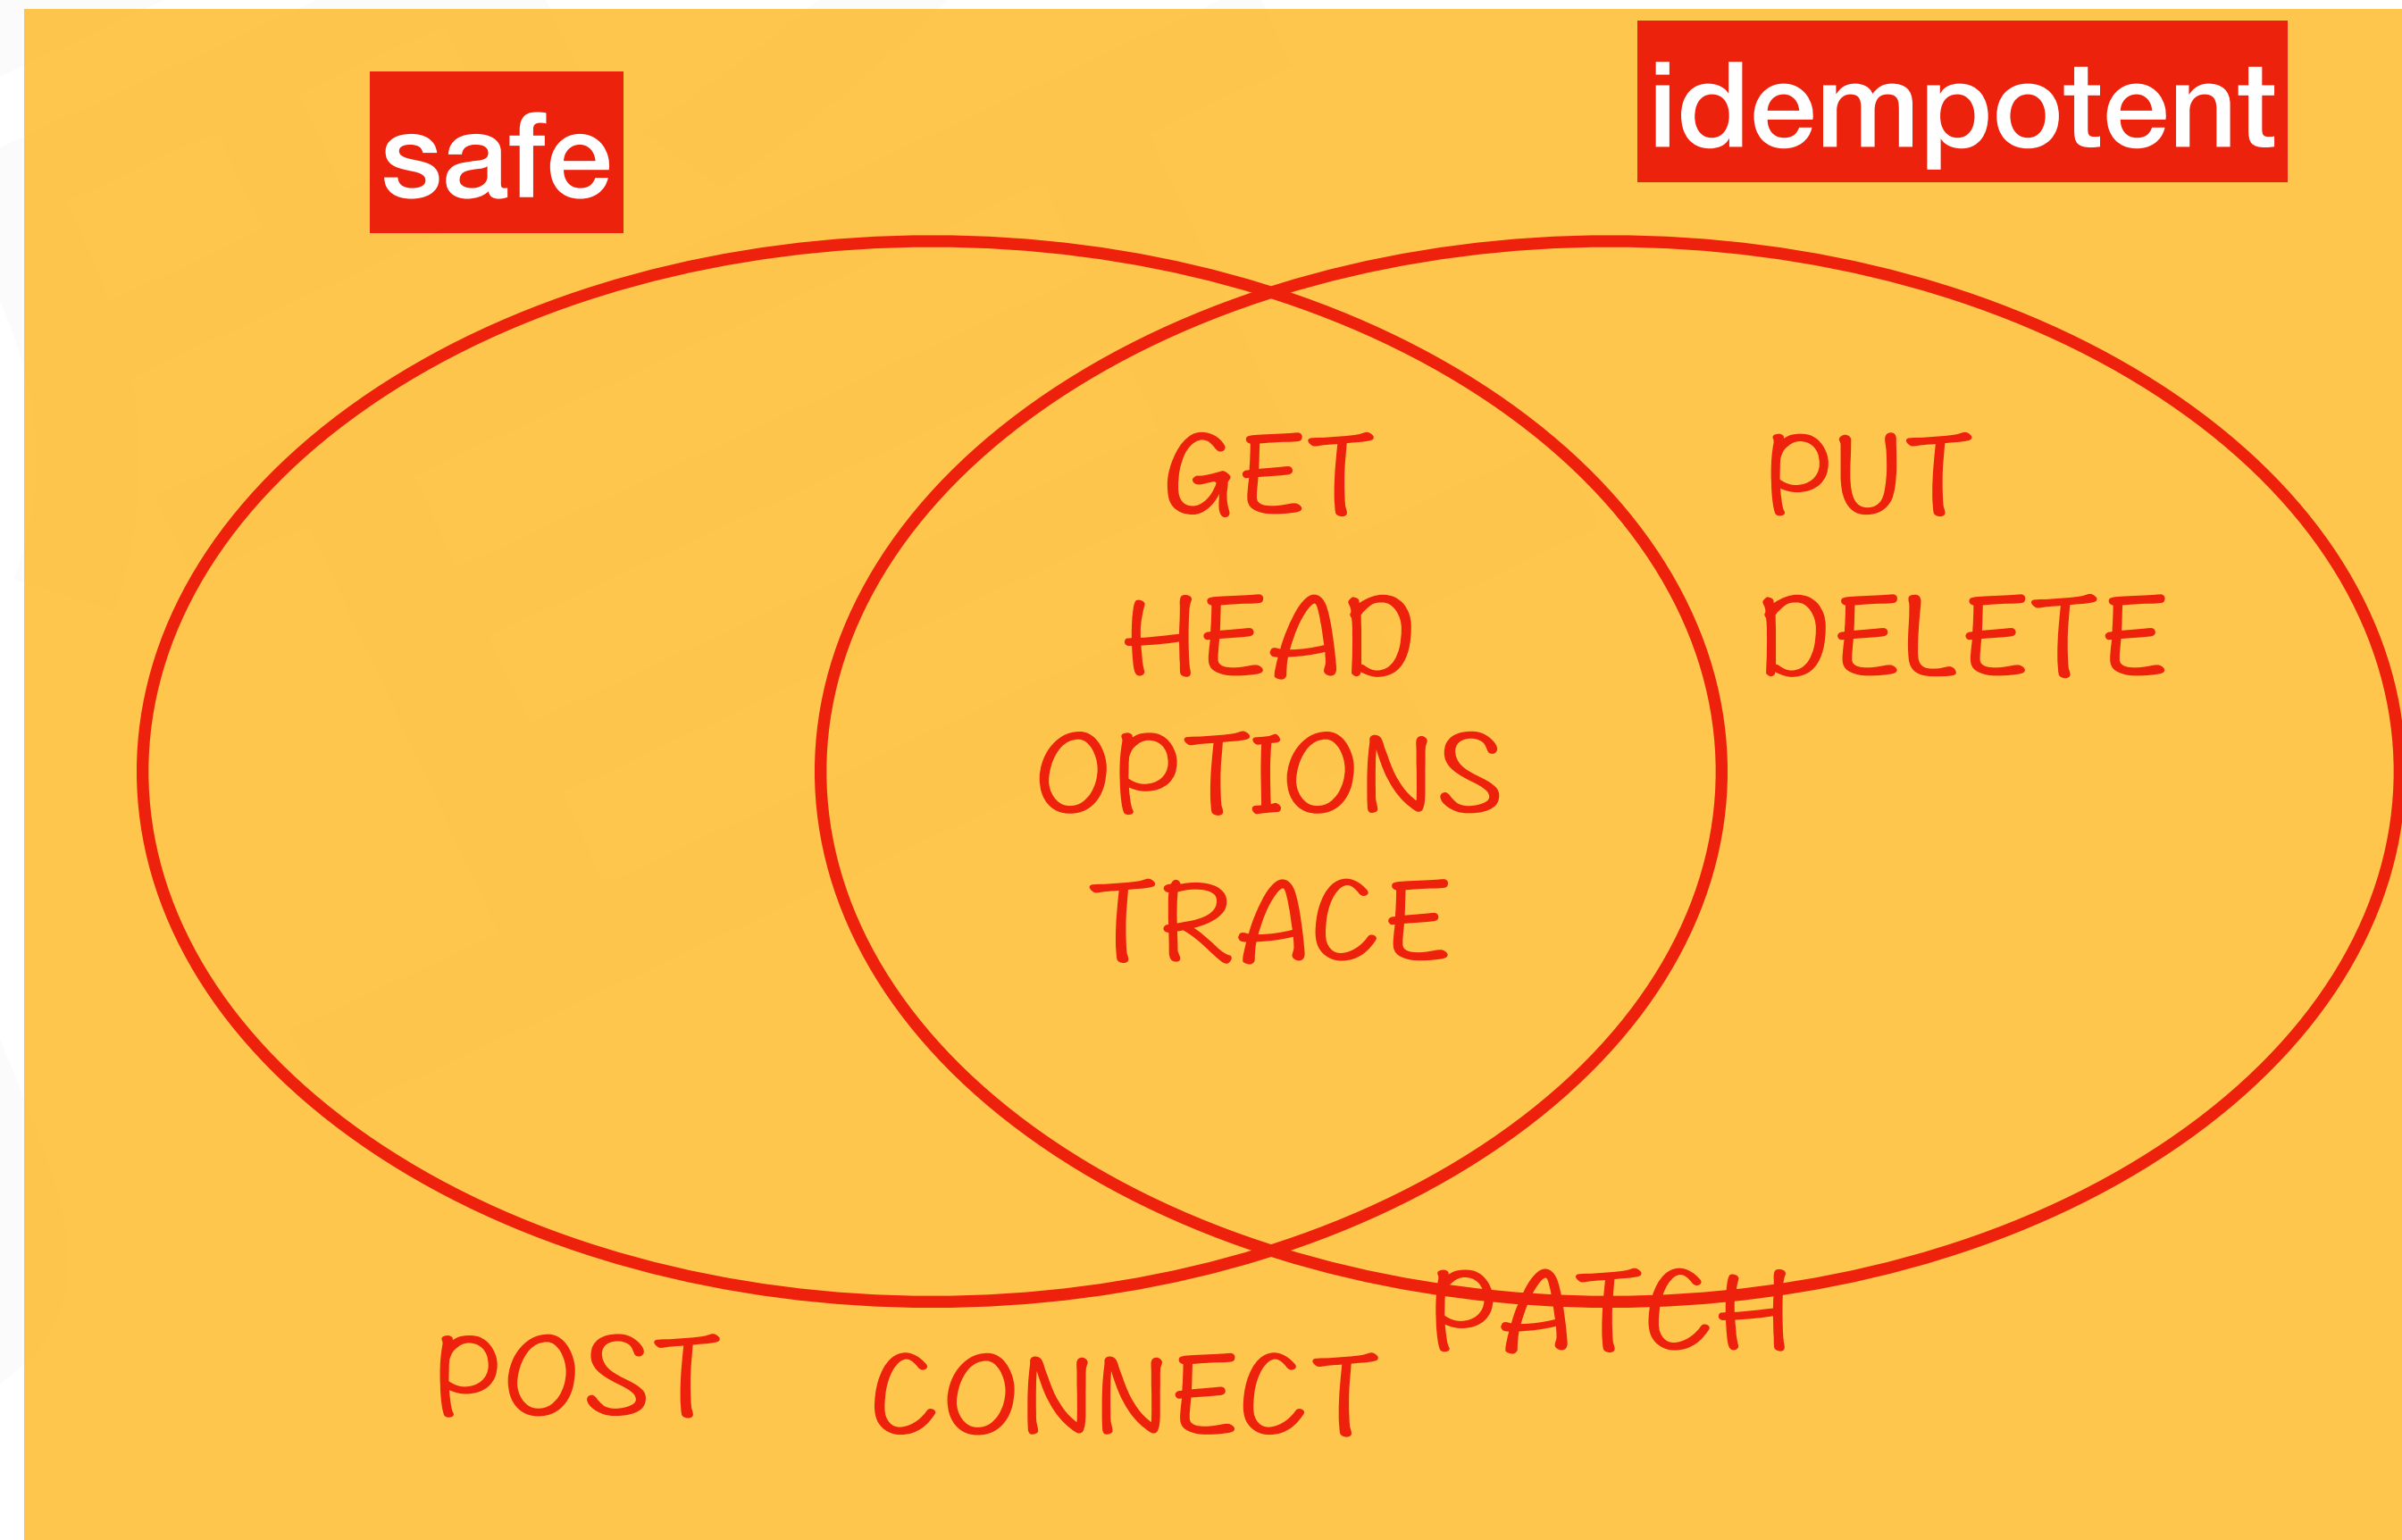 safe
idempotent
GET
PUT
HEAD
DELETE
OPTIONS
TRACE
PATCH
POST
CONNECT